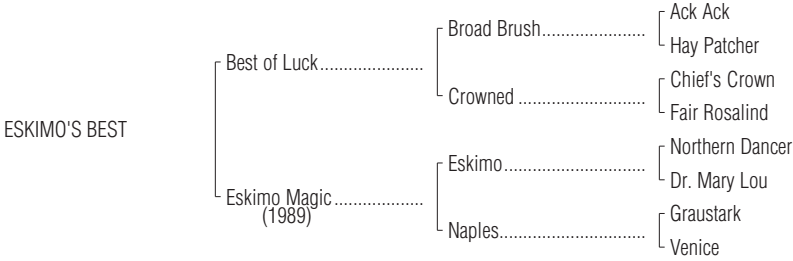 Ack Ack
Broad Brush......................
Hay Patcher
Best of Luck......................
Chief's Crown
Crowned ...........................
Fair Rosalind
ESKIMO'S BEST
Northern Dancer
Eskimo..............................
Dr. Mary Lou
Eskimo Magic...................
(1989)
Graustark
Naples...............................
Venice